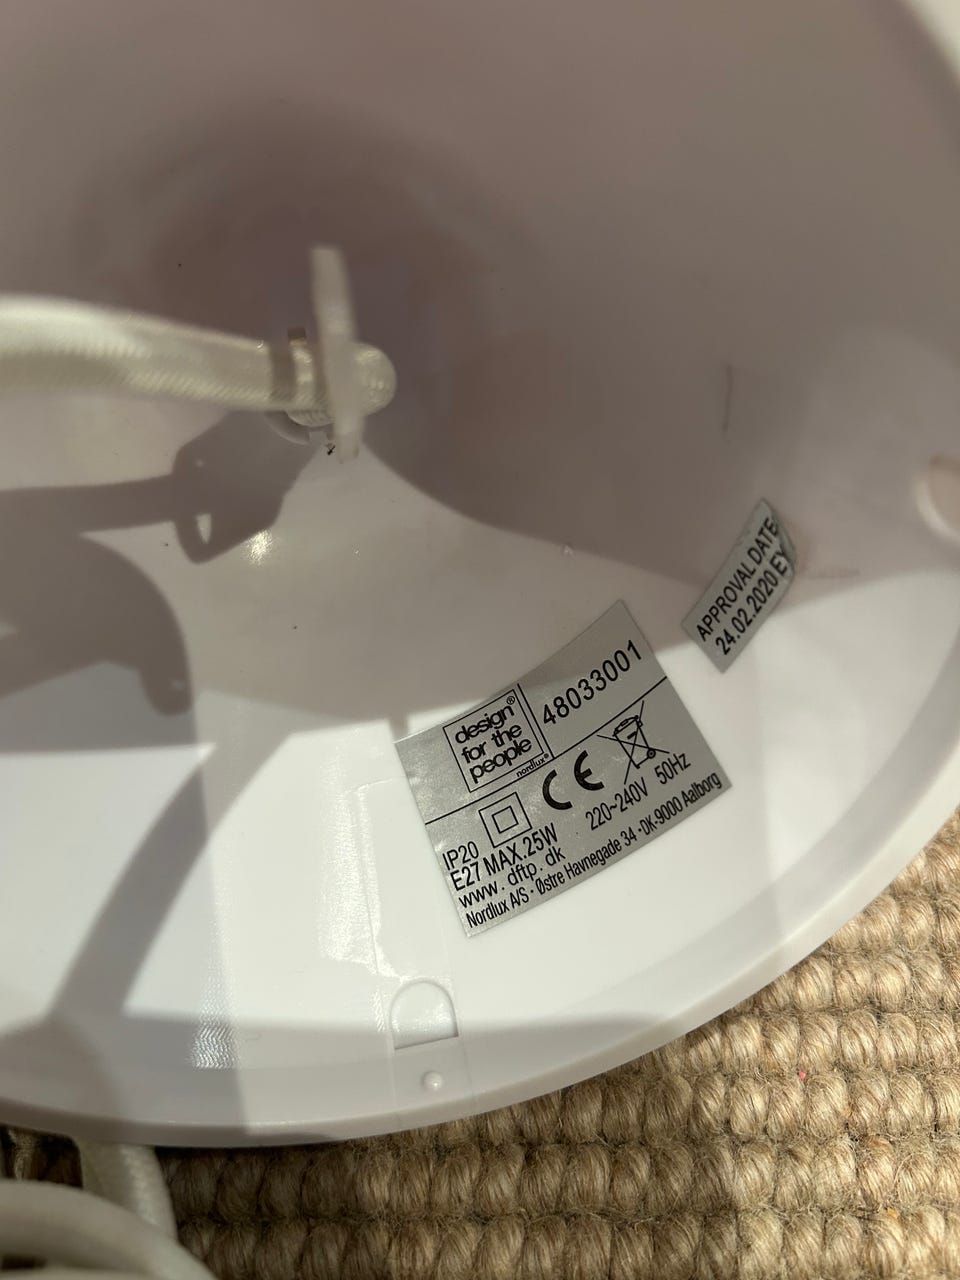 design®
for the
people
nordlux®
48033001
CE
IP20
E27 MAX.25W
220~240V 50Hz
www.dftp.dk
Nordlux A/S · Østre Havnegade 34 · DK-9000 Aalborg
APPROVAL DATE
24.02.2020